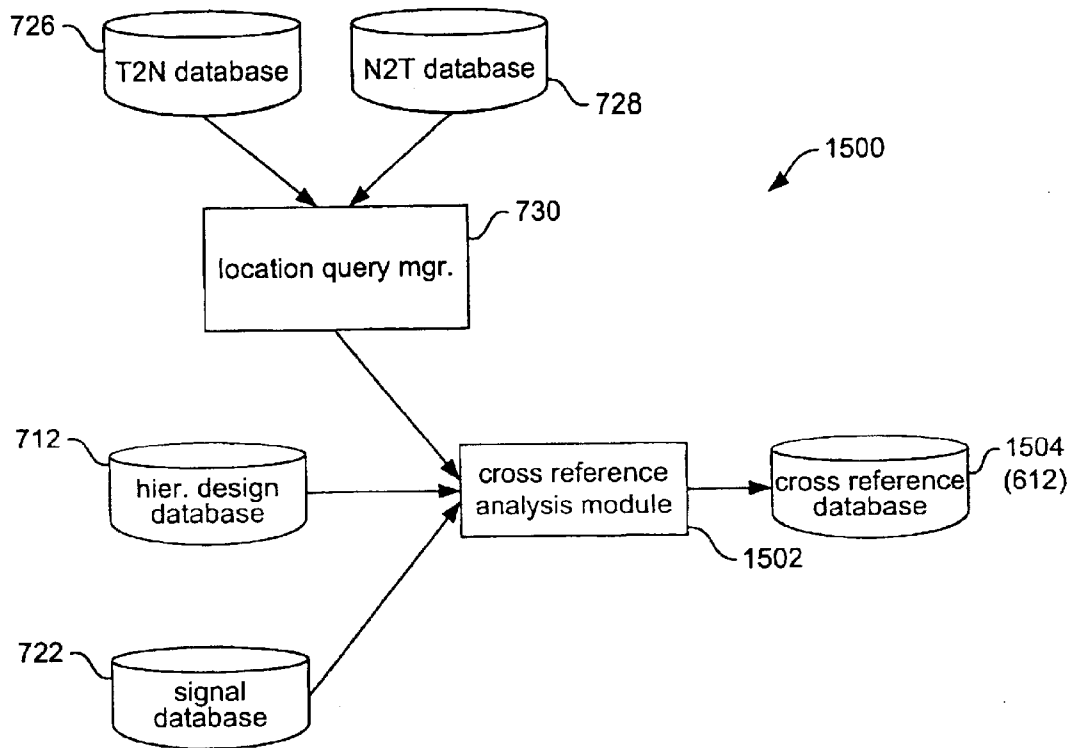 726
T2N database
N2T database
728
1500
730
location query mgr.
712
hier. design
database
cross reference
analysis module
1502
cross reference
database
1504
(612)
722
signal
database